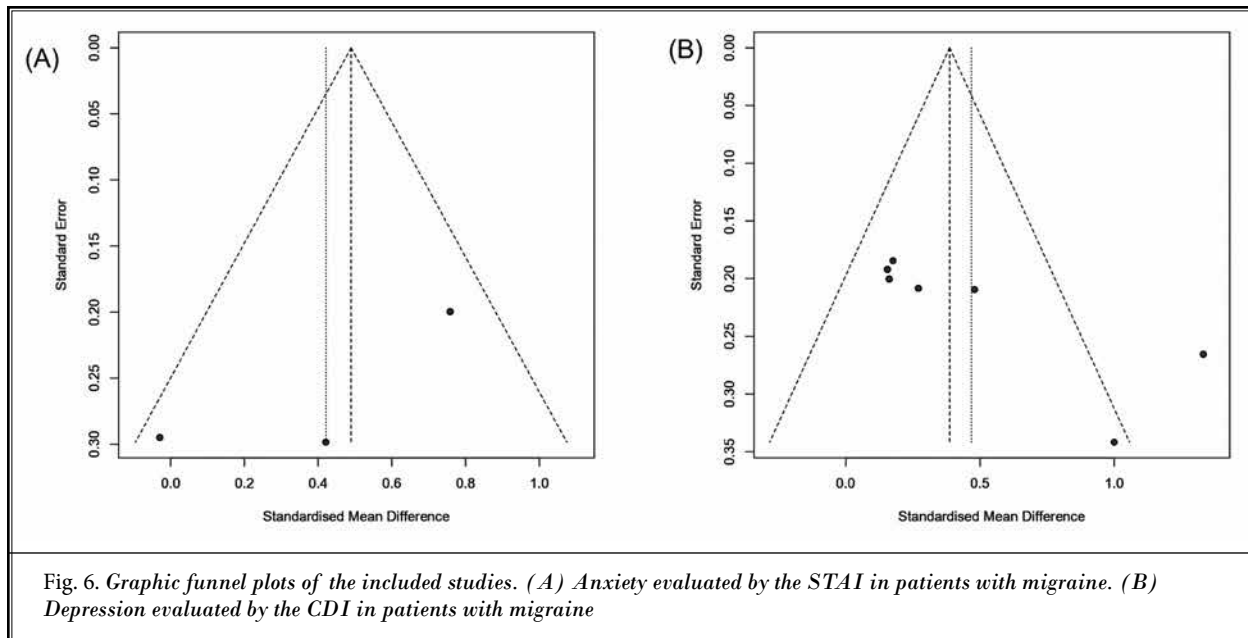 (A)
0.00
0.05
0.10
0.15
0.20
0.25
0.30
Standard Error
0.0 0.2 0.4 0.6 0.8 1.0
Standardised Mean Difference
(B)
0.00
0.05
0.10
0.15
0.20
0.25
0.30
0.35
Standard Error
0.0 0.5 1.0
Standardised Mean Difference
Fig. 6. Graphic funnel plots of the included studies. (A) Anxiety evaluated by the STAI in patients with migraine. (B)
Depression evaluated by the CDI in patients with migraine